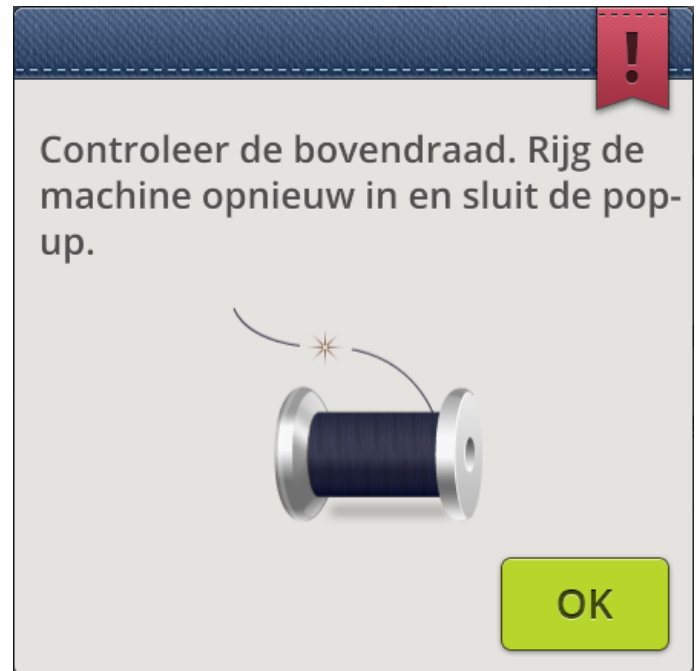 !
Controleer de bovendraad. Rijg de
machine opnieuw in en sluit de pop-
up.
OK